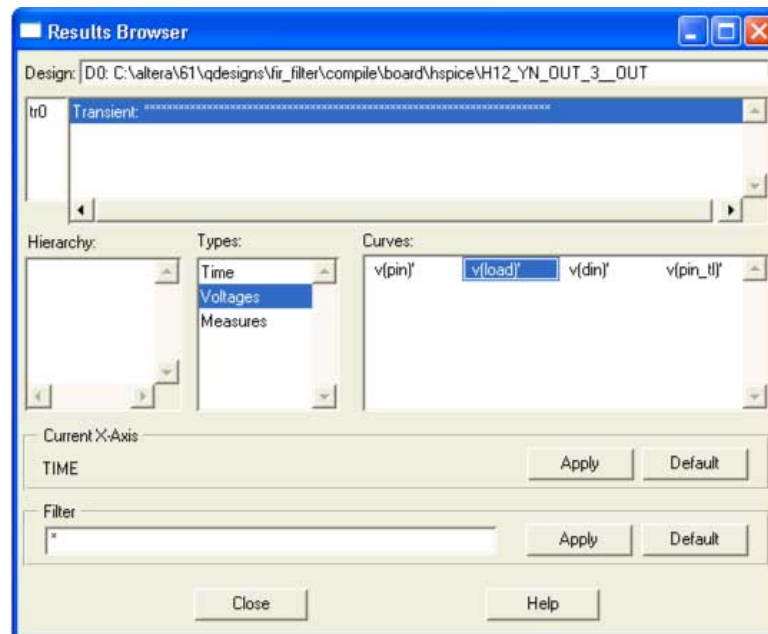 Results Browser
Design: D0: C:\altera\61\qdesigns\fir_filter\compile\board\hspice\H12_YN_OUT_3__OUT
tr0 Transient: **********************************************************************
Hierarchy: Types: Curves:
Time v(pin)' v(load)' v(din)' v(pin_tl)'
Voltages
Measures
Current X-Axis
TIME Apply Default
Filter
* Apply Default
Close Help